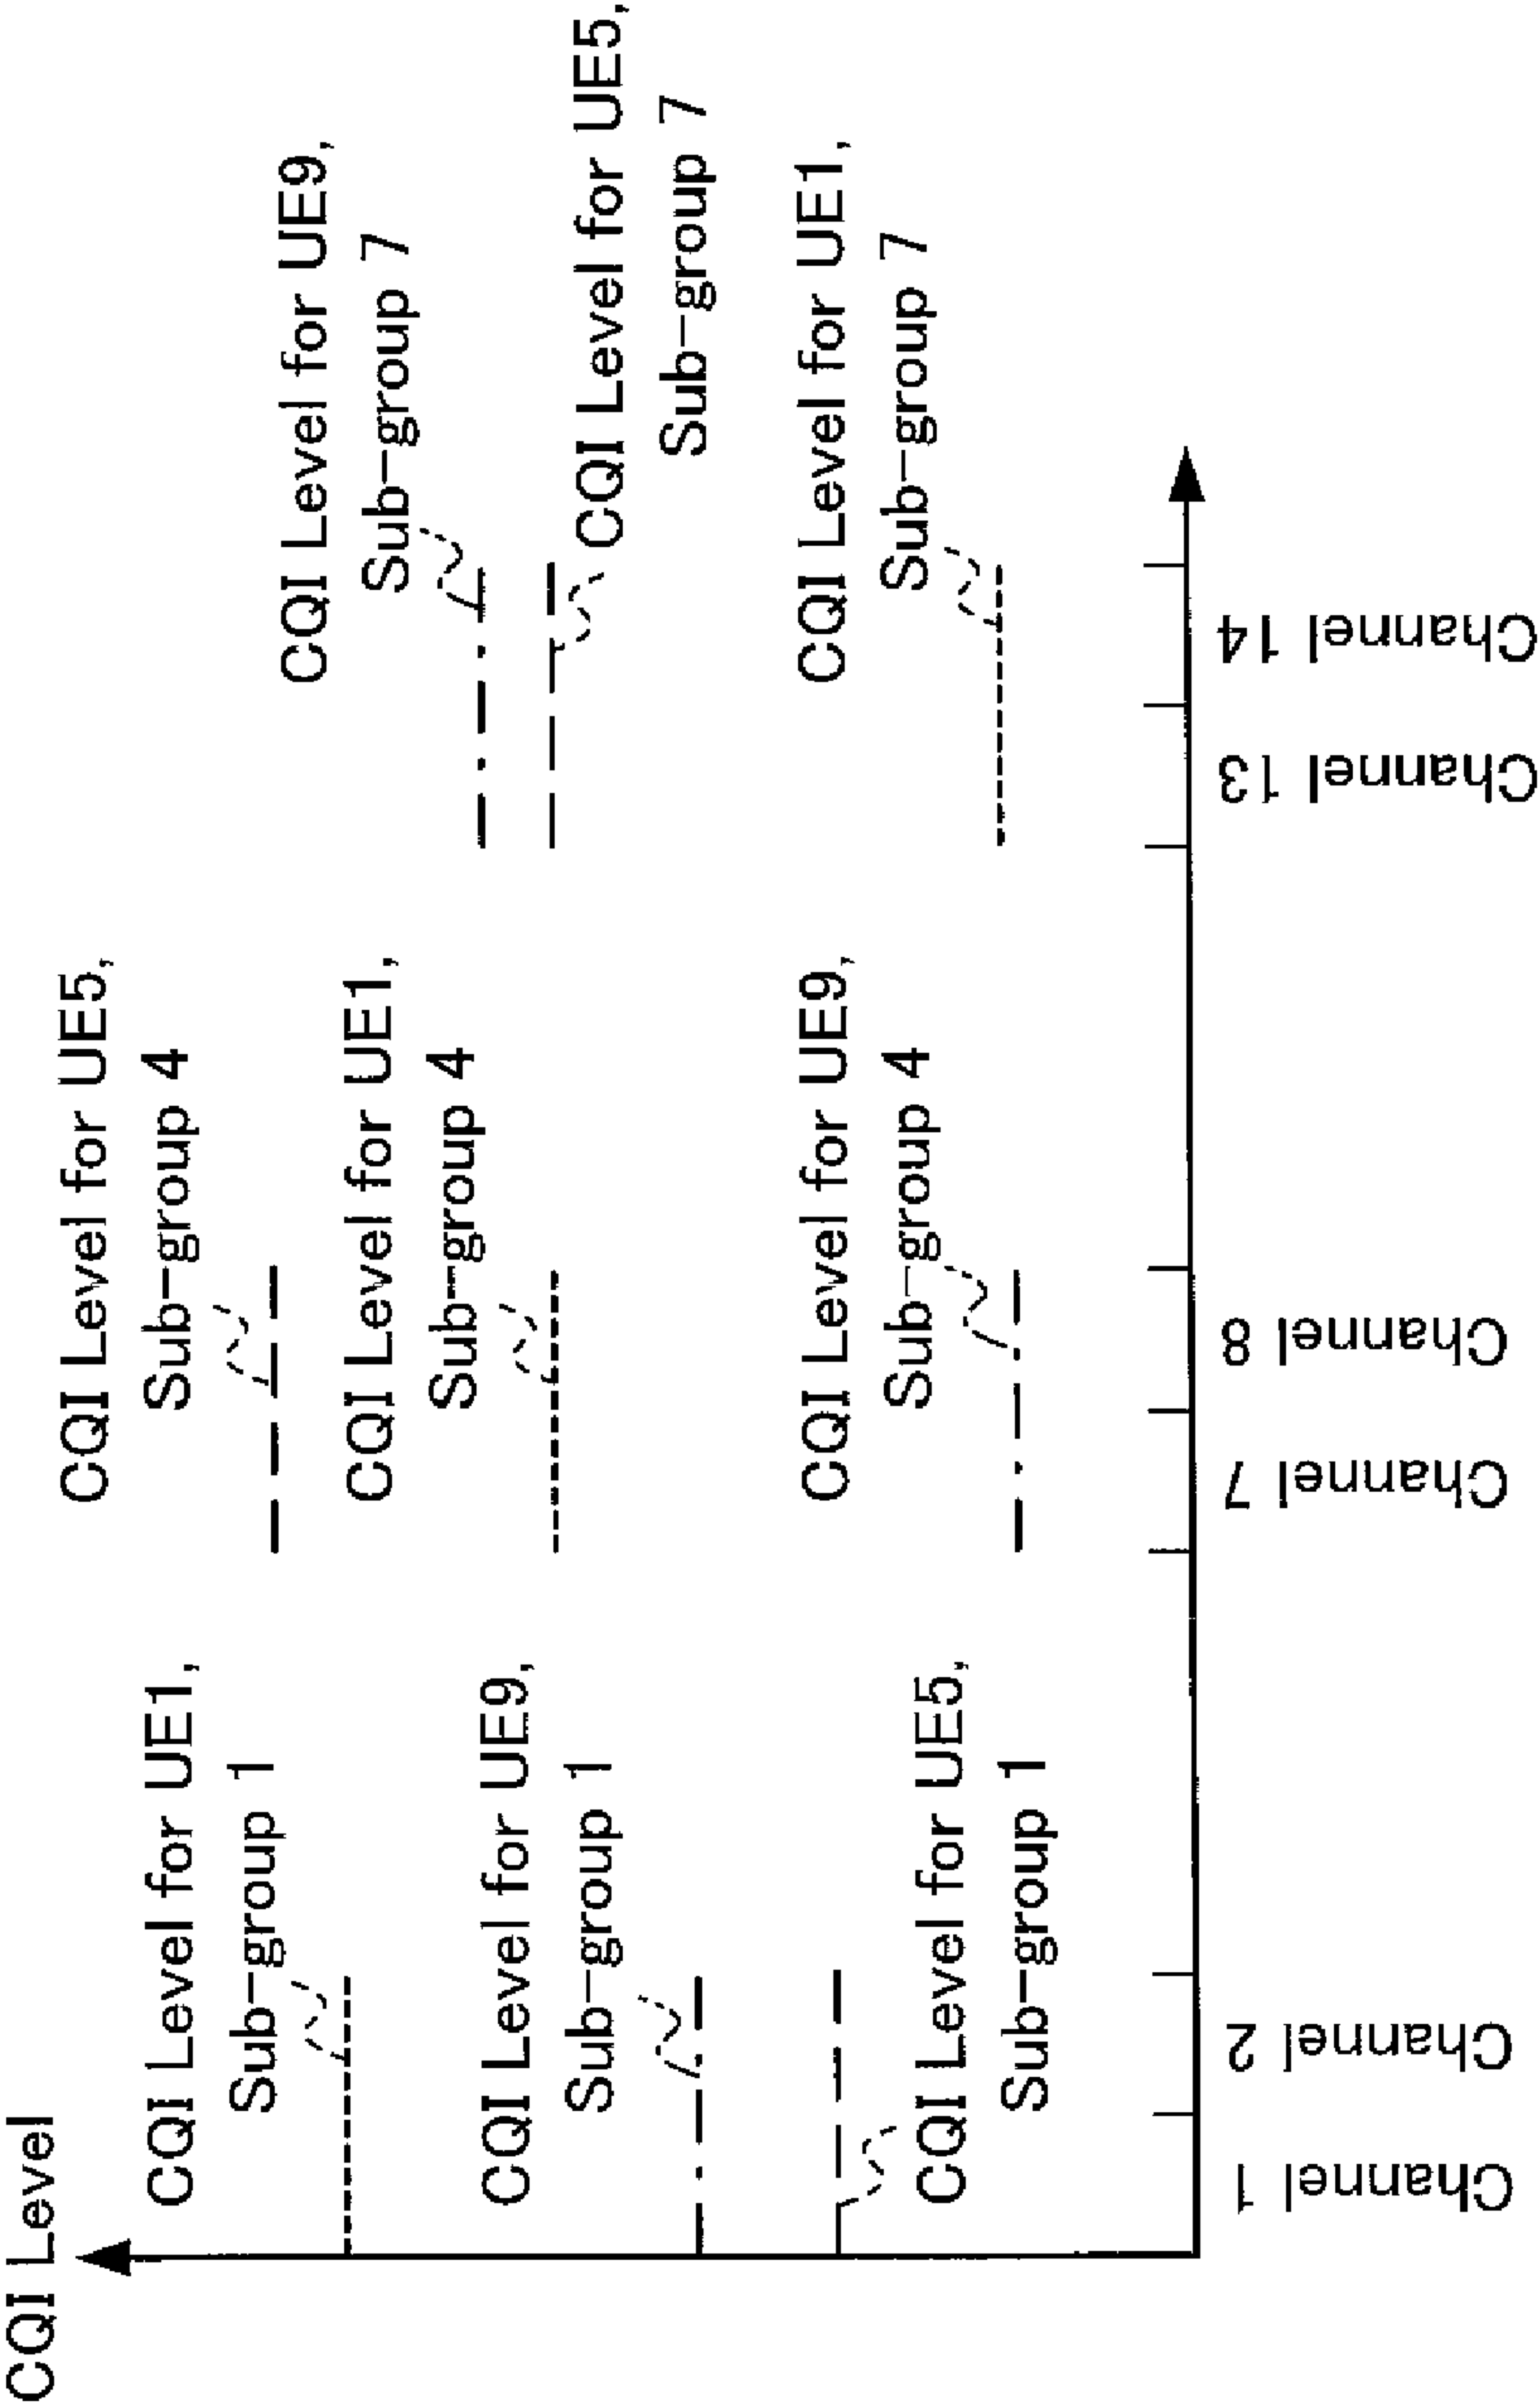 CQI Level
CQI Level for UE1,
Sub-group 1
CQI Level for UE9,
Sub-group 1
CQI Level for UE5,
Sub-group 1
CQI Level for UE5,
Sub-group 4
CQI Level for UE1,
Sub-group 4
CQI Level for UE9,
Sub-group 4
CQI Level for UE9,
Sub-group 7
CQI Level for UE5,
Sub-group 7
CQI Level for UE1,
Sub-group 7
Channel 1
Channel 2
Channel 7
Channel 8
Channel 13
Channel 14